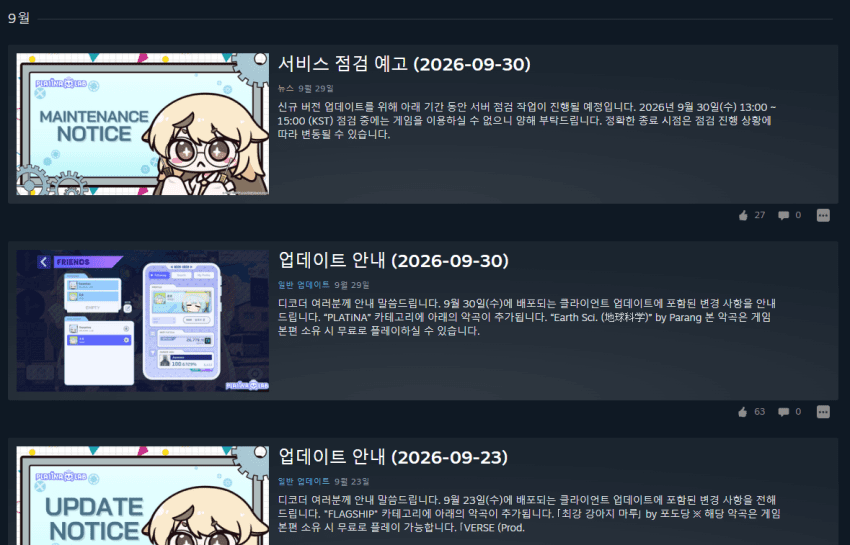 9월
PLATiNA LAB
MAINTENANCE
NOTICE
서비스 점검 예고 (2026-09-30)
뉴스 9월 29일
신규 버전 업데이트를 위해 아래 기간 동안 서버 점검 작업이 진행될 예정입니다. 2026년 9월 30일(수) 13:00 ~
15:00 (KST) 점검 중에는 게임을 이용하실 수 없으니 양해 부탁드립니다. 정확한 종료 시점은 점검 진행 상황에
따라 변동될 수 있습니다.
27 0
FRIENDS
PLATiNA LAB
업데이트 안내 (2026-09-30)
일반 업데이트 9월 29일
디코더 여러분께 안내 말씀드립니다. 9월 30일(수)에 배포되는 클라이언트 업데이트에 포함된 변경 사항을 안내
드립니다. "PLATiNA" 카테고리에 아래의 악곡이 추가됩니다. "Earth Sci. (地球科学)" by Parang 본 악곡은 게임
본편 소유 시 무료로 플레이하실 수 있습니다.
63 0
PLATiNA LAB
UPDATE
NOTICE
업데이트 안내 (2026-09-23)
일반 업데이트 9월 23일
디코더 여러분께 안내 말씀드립니다. 9월 23일(수)에 배포되는 클라이언트 업데이트에 포함된 변경 사항을 전해
드립니다. "FLAGSHIP" 카테고리에 아래의 악곡이 추가됩니다. ｢최강 강아지 마루｣ by 포도당 ※ 해당 악곡은 게임
본편 소유 시 무료로 플레이 가능합니다. ｢VERSE (Prod.